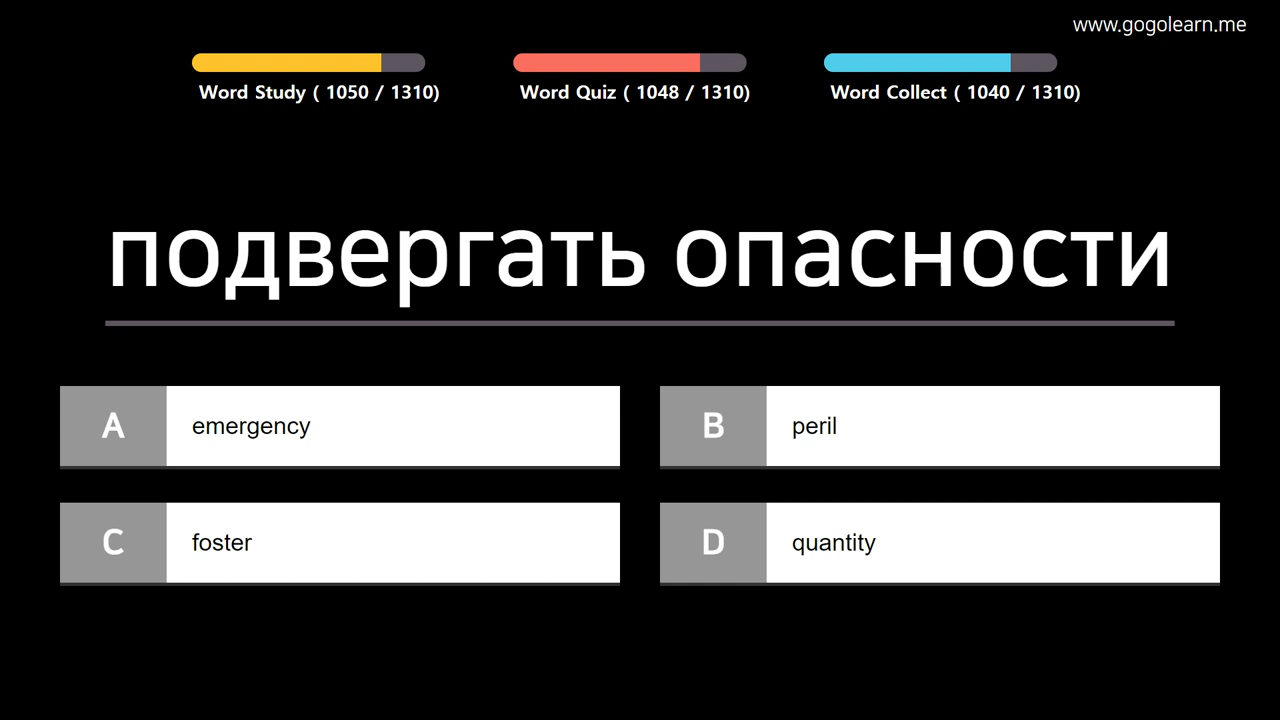 www.gogolearn.me
Word Study ( 1050 / 1310)
Word Quiz ( 1048 / 1310)
Word Collect ( 1040 / 1310)
подвергать опасности
A emergency
B peril
C foster
D quantity